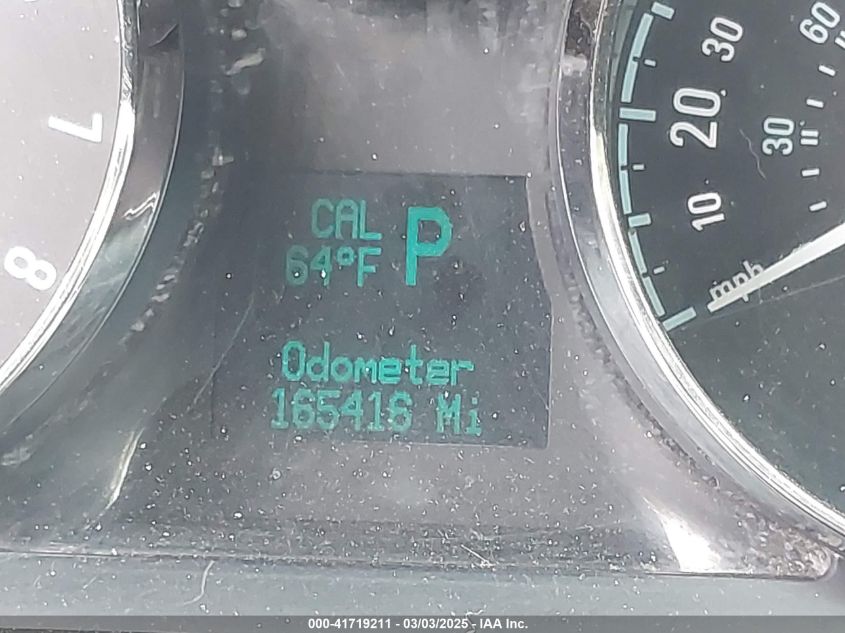 7
8
CAL P
64°F
Odometer
165416 Mi
60
30
20
30
10
mph
000-41719211 - 03/03/2025 - IAA Inc.